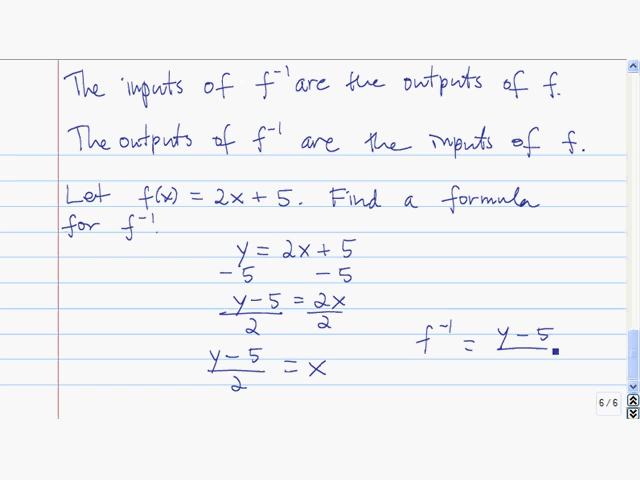 The inputs of f⁻¹ are the outputs of f.
The outputs of f⁻¹ are the inputs of f.
Let f(x) = 2x + 5. Find a formula
for f⁻¹.
y = 2x + 5
- 5 - 5
y - 5 = 2x
2 2
f⁻¹ = y - 5
y - 5 = x
2
6 / 6